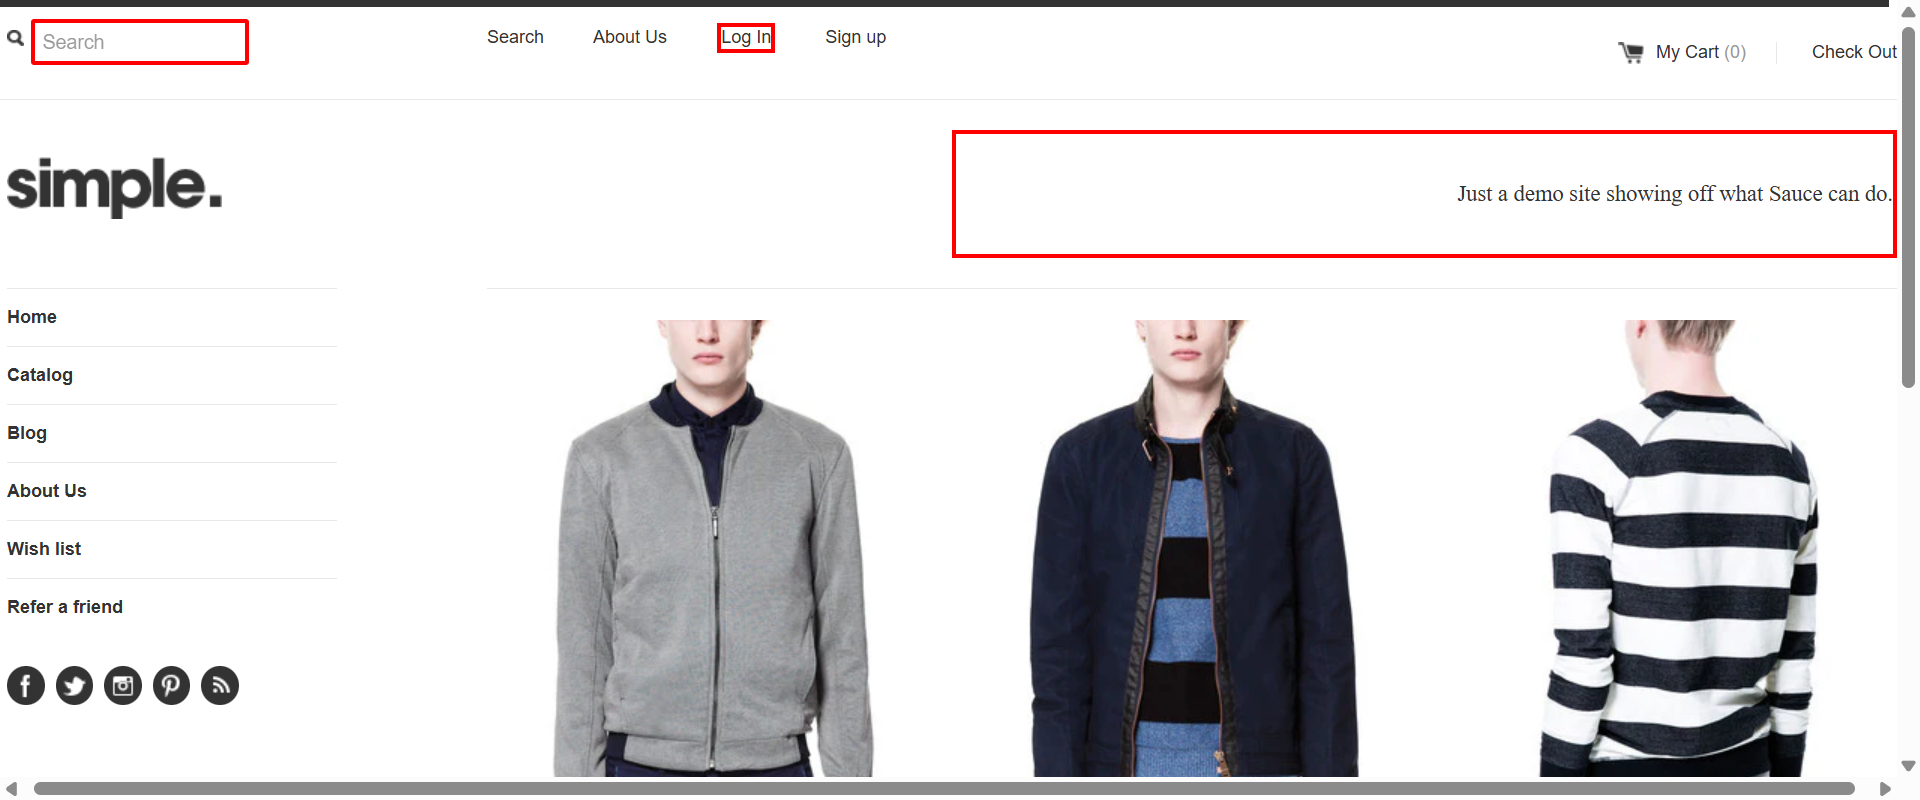 Search
Search
About Us
Log In
Sign up
My Cart (0)
Check Out
simple.
Just a demo site showing off what Sauce can do.
Home
Catalog
Blog
About Us
Wish list
Refer a friend